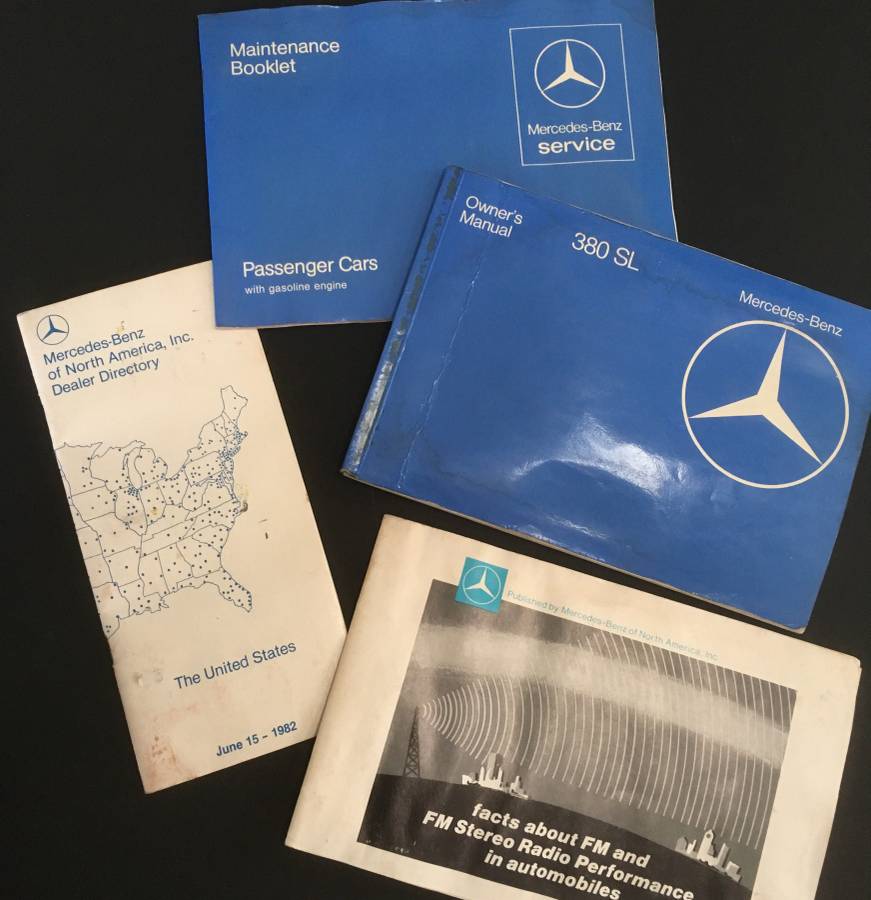 Maintenance
Booklet
Mercedes-Benz
service
Passenger Cars
with gasoline engine
Owner's
Manual
380 SL
Mercedes-Benz
Mercedes-Benz
of North America, Inc.
Dealer Directory
The United States
June 15 - 1982
Published by Mercedes-Benz of North America, Inc.
facts about FM and
FM Stereo Radio Performance
in automobiles